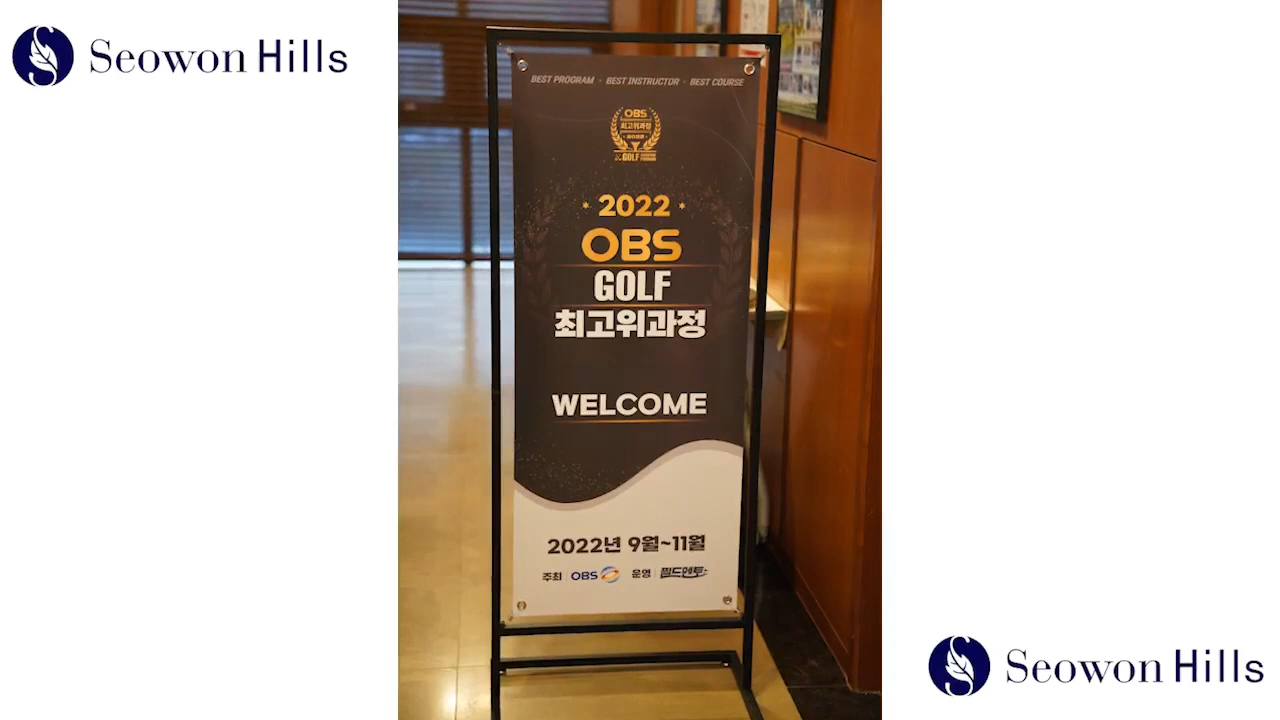 Seowon Hills
BEST PROGRAM · BEST INSTRUCTOR · BEST COURSE
OBS
최고위과정
GOLF
2022
OBS
GOLF
최고위과정
WELCOME
2022년 9월~11월
주최 | OBS 운영 | 필드멘토
Seowon Hills